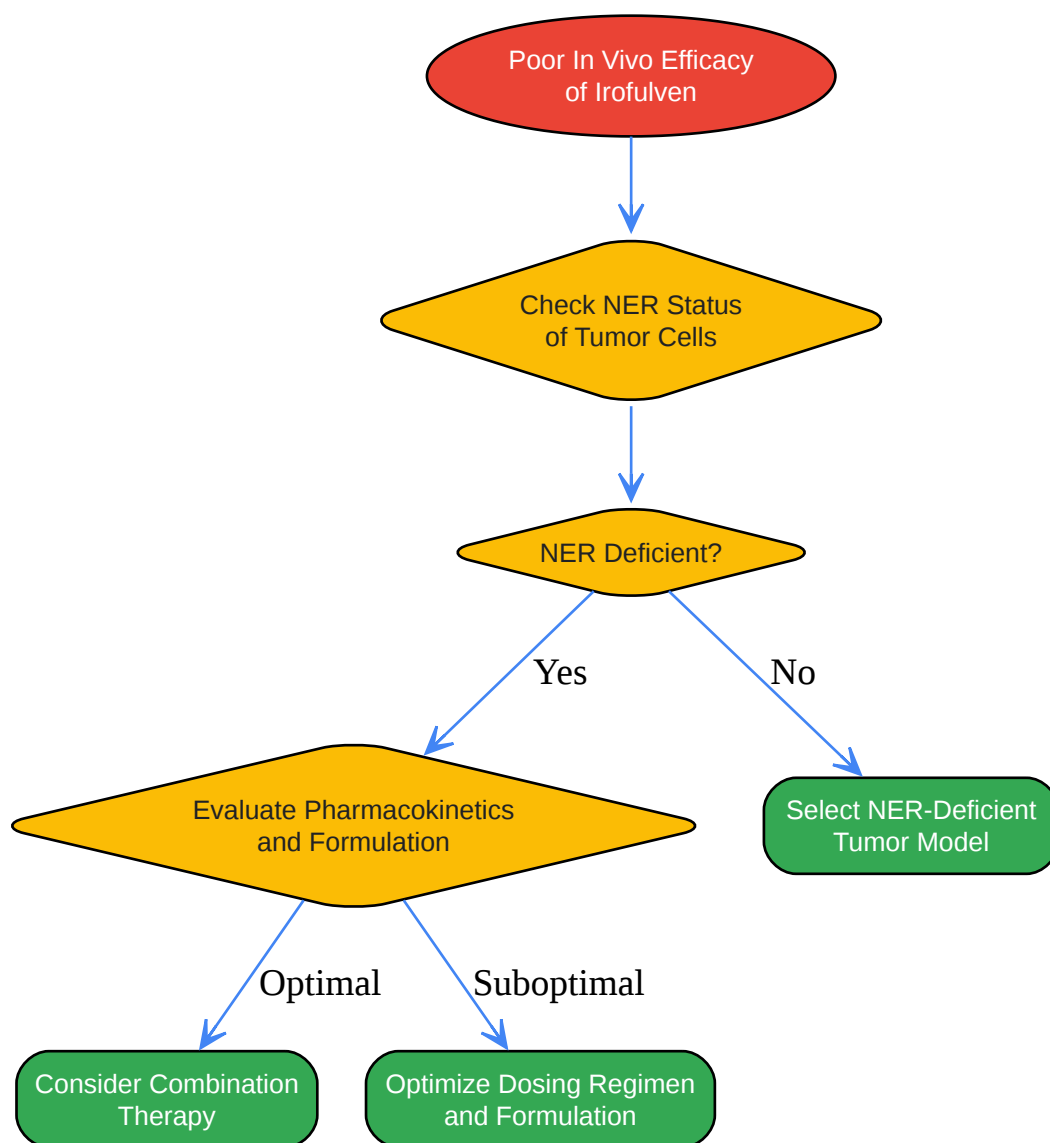 Poor In Vivo Efficacy
of Irofulven
Check NER Status
of Tumor Cells
NER Deficient?
Yes
No
Evaluate Pharmacokinetics
and Formulation
Select NER-Deficient
Tumor Model
Optimal
Suboptimal
Consider Combination
Therapy
Optimize Dosing Regimen
and Formulation